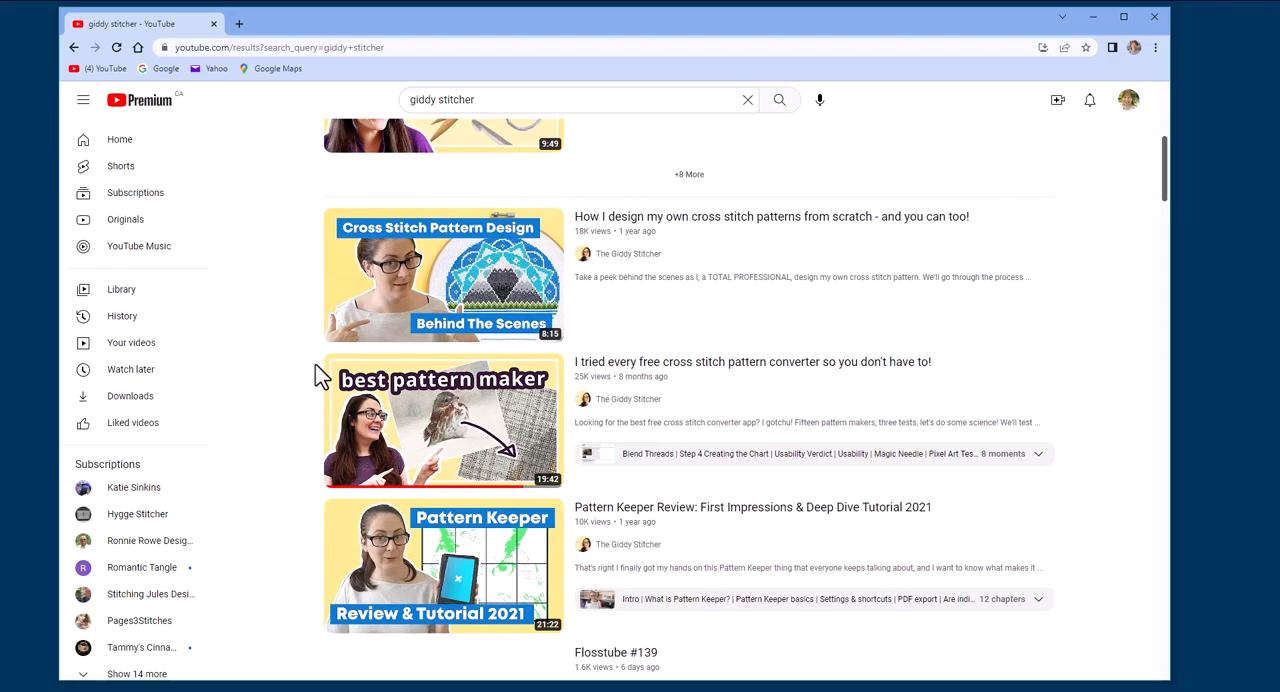 giddy stitcher - YouTube
youtube.com/results?search_query=giddy+stitcher
(4) YouTube
Google
Yahoo
Google Maps
Premium CA
giddy stitcher
Home
Shorts
Subscriptions
Originals
YouTube Music
Library
History
Your videos
Watch later
Downloads
Liked videos
Subscriptions
Katie Sinkins
Hygge Stitcher
Ronnie Rowe Desig...
R Romantic Tangle
Stitching Jules Desi...
Pages3Stitches
Tammy's Cinna...
Show 14 more
9:49
+8 More
Cross Stitch Pattern Design
Behind The Scenes
8:15
How I design my own cross stitch patterns from scratch - and you can too!
18K views • 1 year ago
The Giddy Stitcher
Take a peek behind the scenes as I, a TOTAL PROFESSIONAL, design my own cross stitch pattern. We'll go through the process ...
best pattern maker
19:42
I tried every free cross stitch pattern converter so you don't have to!
25K views • 8 months ago
The Giddy Stitcher
Looking for the best free cross stitch converter app? I gotchu! Fifteen pattern makers, three tests, let's do some science! We'll test ...
Blend Threads | Step 4 Creating the Chart | Usability Verdict | Usability | Magic Needle | Pixel Art Tes... 8 moments
Pattern Keeper
Review & Tutorial 2021
21:22
Pattern Keeper Review: First Impressions & Deep Dive Tutorial 2021
10K views • 1 year ago
The Giddy Stitcher
That's right I finally got my hands on this Pattern Keeper thing that everyone keeps talking about, and I want to know what makes it ...
Intro | What is Pattern Keeper? | Pattern Keeper basics | Settings & shortcuts | PDF export | Are indi... 12 chapters
Flosstube #139
1.6K views • 6 days ago